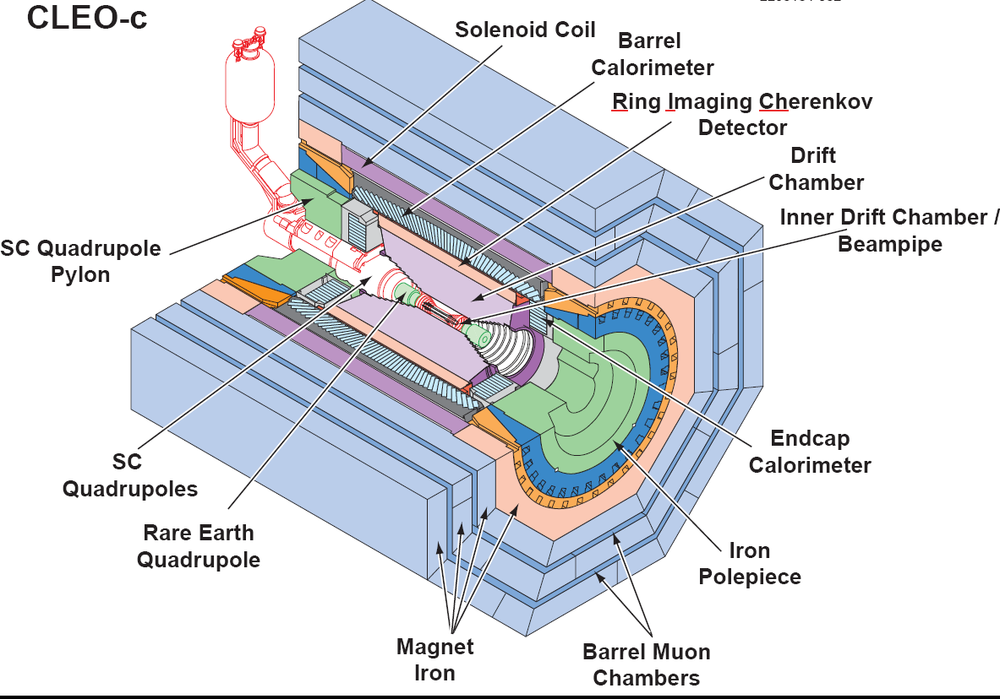 CLEO-c
Solenoid Coil
Barrel
Calorimeter
Ring Imaging Cherenkov
Detector
Drift
Chamber
Inner Drift Chamber /
Beampipe
SC Quadrupole
Pylon
SC
Quadrupoles
Rare Earth
Quadrupole
Magnet
Iron
Barrel Muon
Chambers
Iron
Polepiece
Endcap
Calorimeter